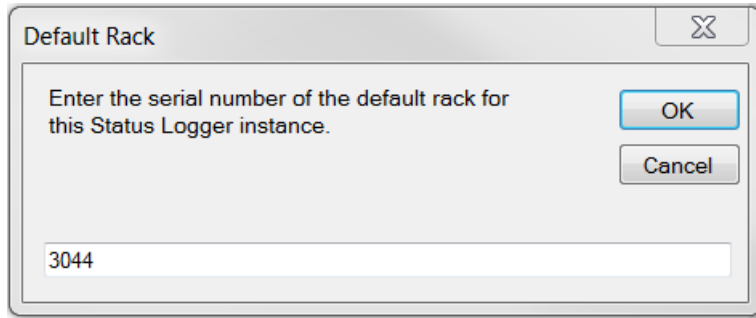 Default Rack
Enter the serial number of the default rack for
this Status Logger instance.
OK
Cancel
3044